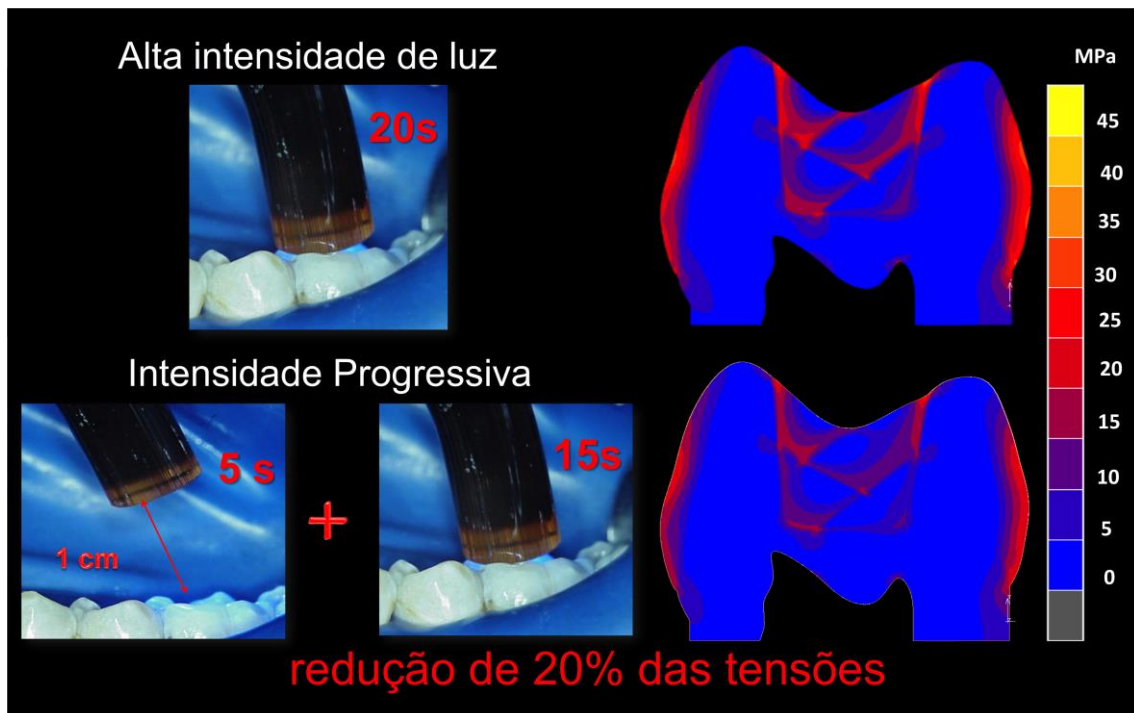 Alta intensidade de luz
20s
Intensidade Progressiva
5 s
1 cm
+
15s
redução de 20% das tensões
MPa
45
40
35
30
25
20
15
10
5
0